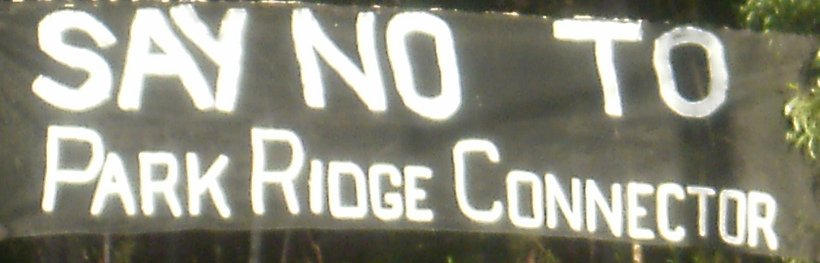 SAY NO TO
PARK RIDGE CONNECTOR